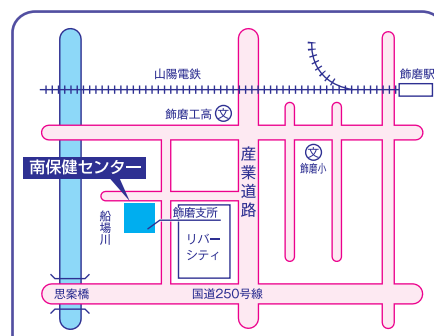 山陽電鉄
飾磨駅
飾磨工高
文
産業道路
文
飾磨小
南保健センター
船場川
飾磨支所
リバー
シティ
思案橋
国道250号線